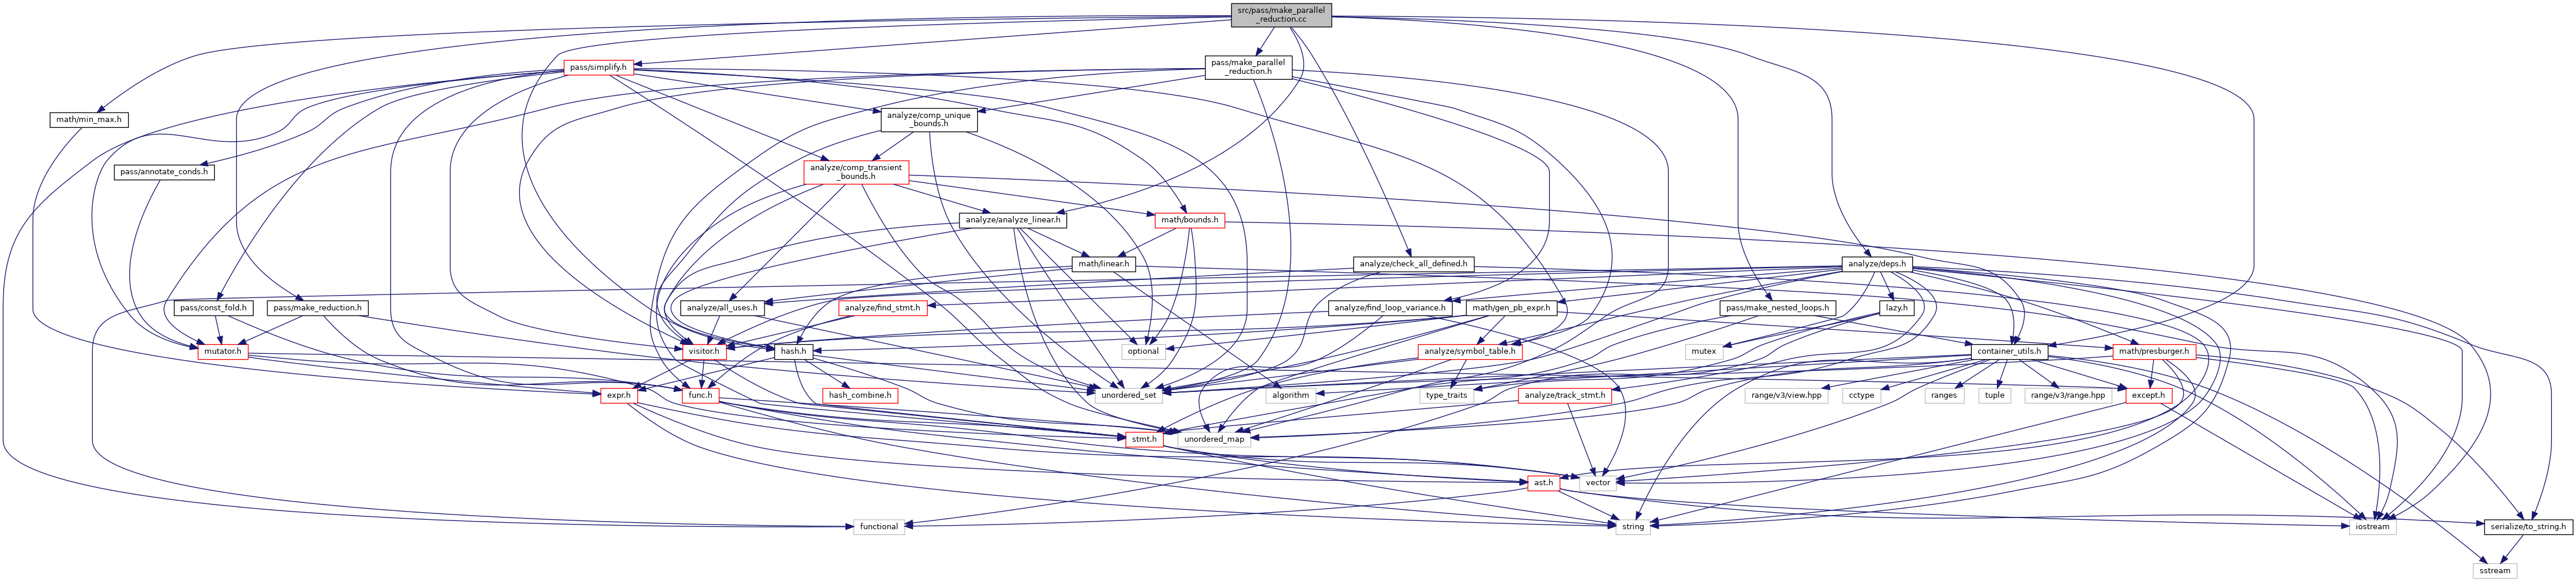 src/pass/make_parallel
_reduction.cc
pass/simplify.h
pass/make_parallel
_reduction.h
math/min_max.h
analyze/comp_unique
_bounds.h
pass/annotate_conds.h
analyze/comp_transient
_bounds.h
analyze/analyze_linear.h
math/bounds.h
math/linear.h
analyze/check_all_defined.h
analyze/deps.h
pass/const_fold.h
pass/make_reduction.h
analyze/all_uses.h
analyze/find_stmt.h
analyze/find_loop_variance.h
math/gen_pb_expr.h
pass/make_nested_loops.h
lazy.h
mutator.h
visitor.h
hash.h
optional
analyze/symbol_table.h
mutex
container_utils.h
math/presburger.h
expr.h
func.h
hash_combine.h
unordered_set
algorithm
type_traits
analyze/track_stmt.h
range/v3/view.hpp
cctype
ranges
tuple
range/v3/range.hpp
except.h
stmt.h
unordered_map
ast.h
vector
functional
string
iostream
serialize/to_string.h
sstream